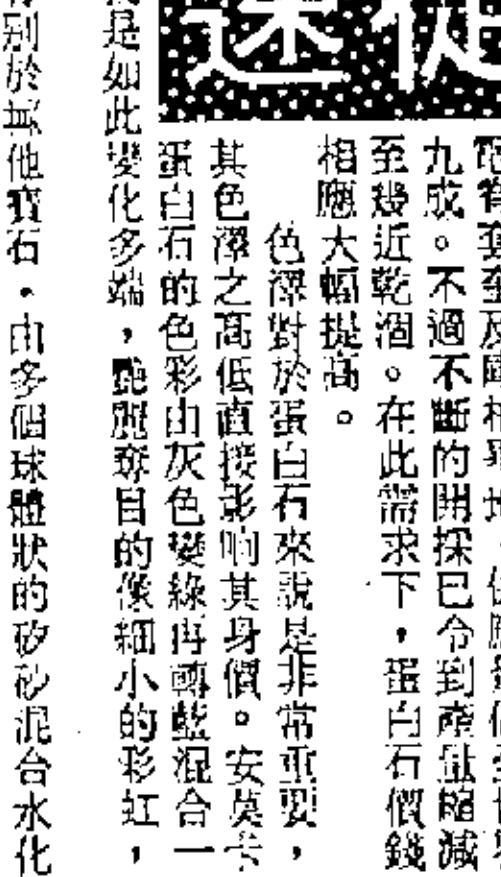 九成。不過不斷的開採已令到產量縮減
至幾近乾涸。在此需求下，蛋白石價錢
相應大幅提高。
色澤對於蛋白石來說是非常重要，
其色澤之高低直接影响其身價。安莫卡
蛋白石的色彩由灰色變綠再轉藍混合一
是如此變化多端，艷麗奪目的像細小的彩虹，
別於其他寶石。由多個球體狀的矽砂混合水化